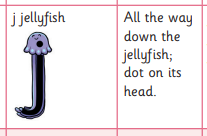 j jellyfish
All the way
down the
jellyfish;
dot on its
head.